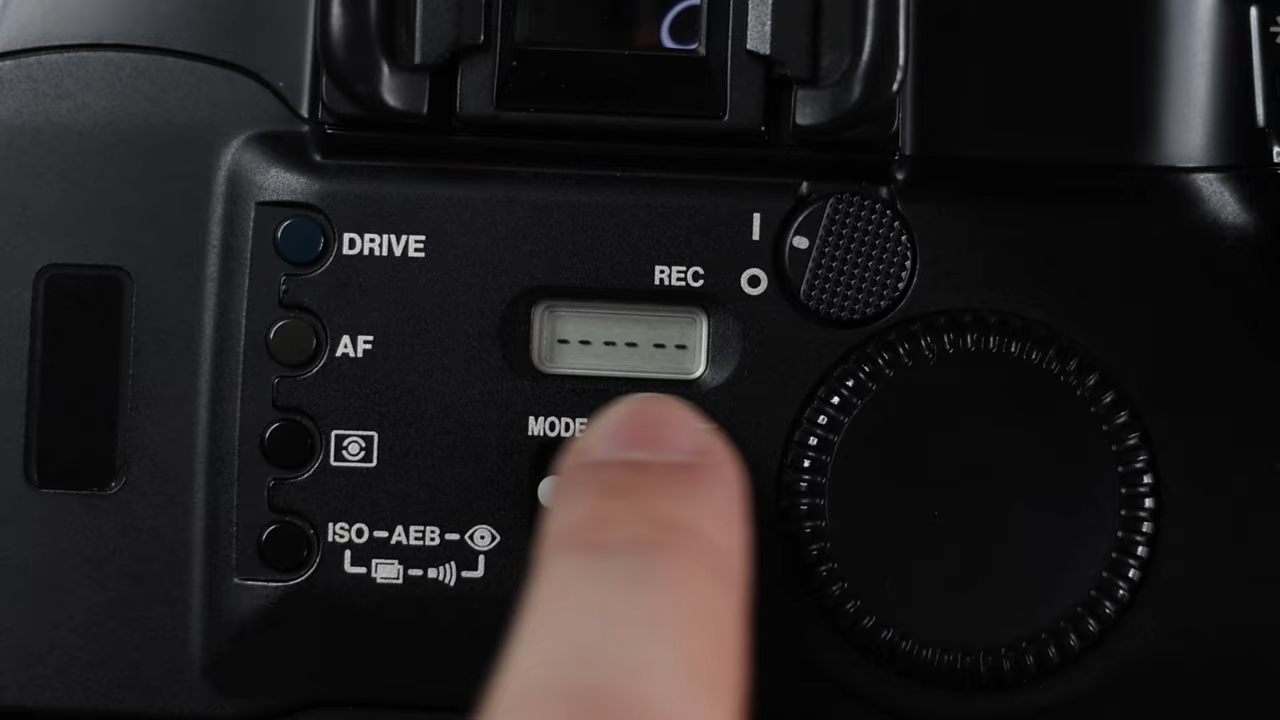 DRIVE
I
REC
O
------
AF
MODE
ISO-AEB-